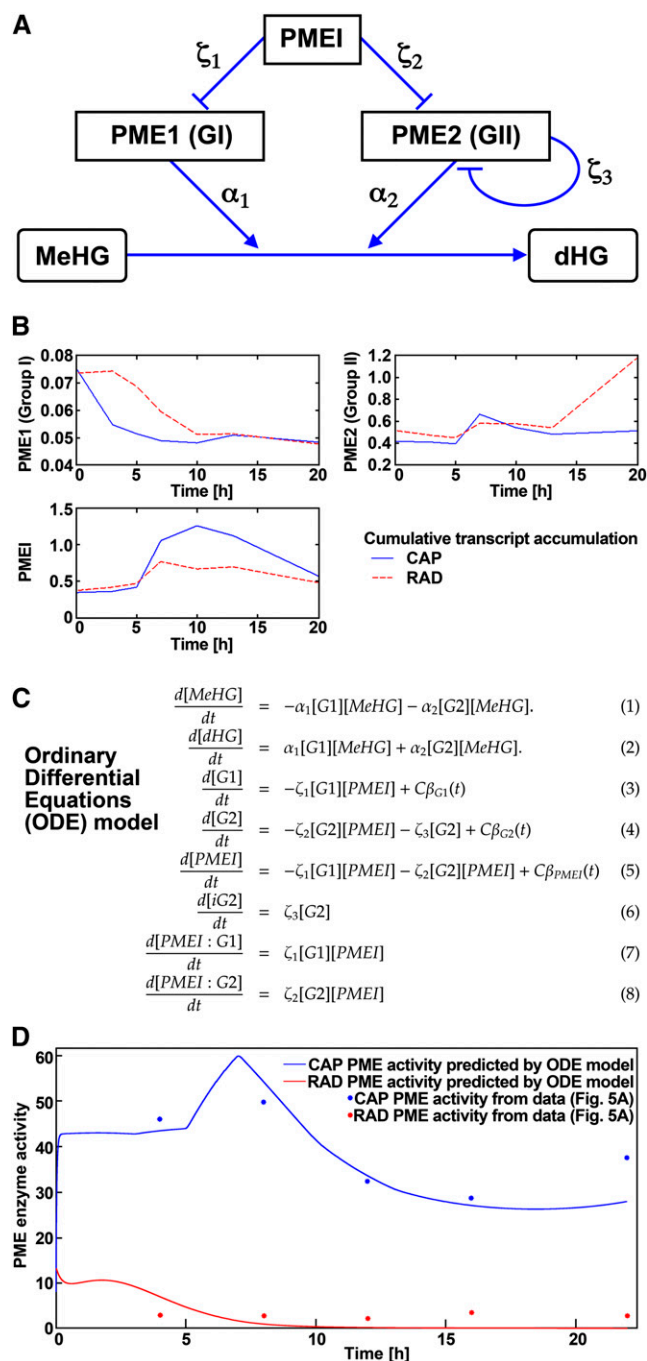 A
PMEI
ζ1
ζ2
PME1 (GI)
PME2 (GII)
ζ3
α1
α2
MeHG
dHG
B
0.08
0.07
0.06
0.05
0.04
PME1 (Group I)
0 5 10 15 20
Time [h]
1.2
1.0
0.8
0.6
0.4
0.2
PME2 (Group II)
0 5 10 15 20
Time [h]
1.5
1.0
0.5
0
PMEI
0 5 10 15 20
Time [h]
Cumulative transcript accumulation
CAP
RAD
C
Ordinary
Differential
Equations
(ODE) model
d[MeHG]/dt = −α1[G1][MeHG] − α2[G2][MeHG]. (1)
d[dHG]/dt = α1[G1][MeHG] + α2[G2][MeHG]. (2)
d[G1]/dt = −ζ1[G1][PMEI] + CβG1(t) (3)
d[G2]/dt = −ζ2[G2][PMEI] − ζ3[G2] + CβG2(t) (4)
d[PMEI]/dt = −ζ1[G1][PMEI] − ζ2[G2][PMEI] + CβPMEI(t) (5)
d[iG2]/dt = ζ3[G2] (6)
d[PMEI : G1]/dt = ζ1[G1][PMEI] (7)
d[PMEI : G2]/dt = ζ2[G2][PMEI] (8)
D
60
50
40
30
20
10
0
PME enzyme activity
CAP PME activity predicted by ODE model
RAD PME activity predicted by ODE model
CAP PME activity from data (Fig. 5A)
RAD PME activity from data (Fig. 5A)
0 5 10 15 20
Time [h]